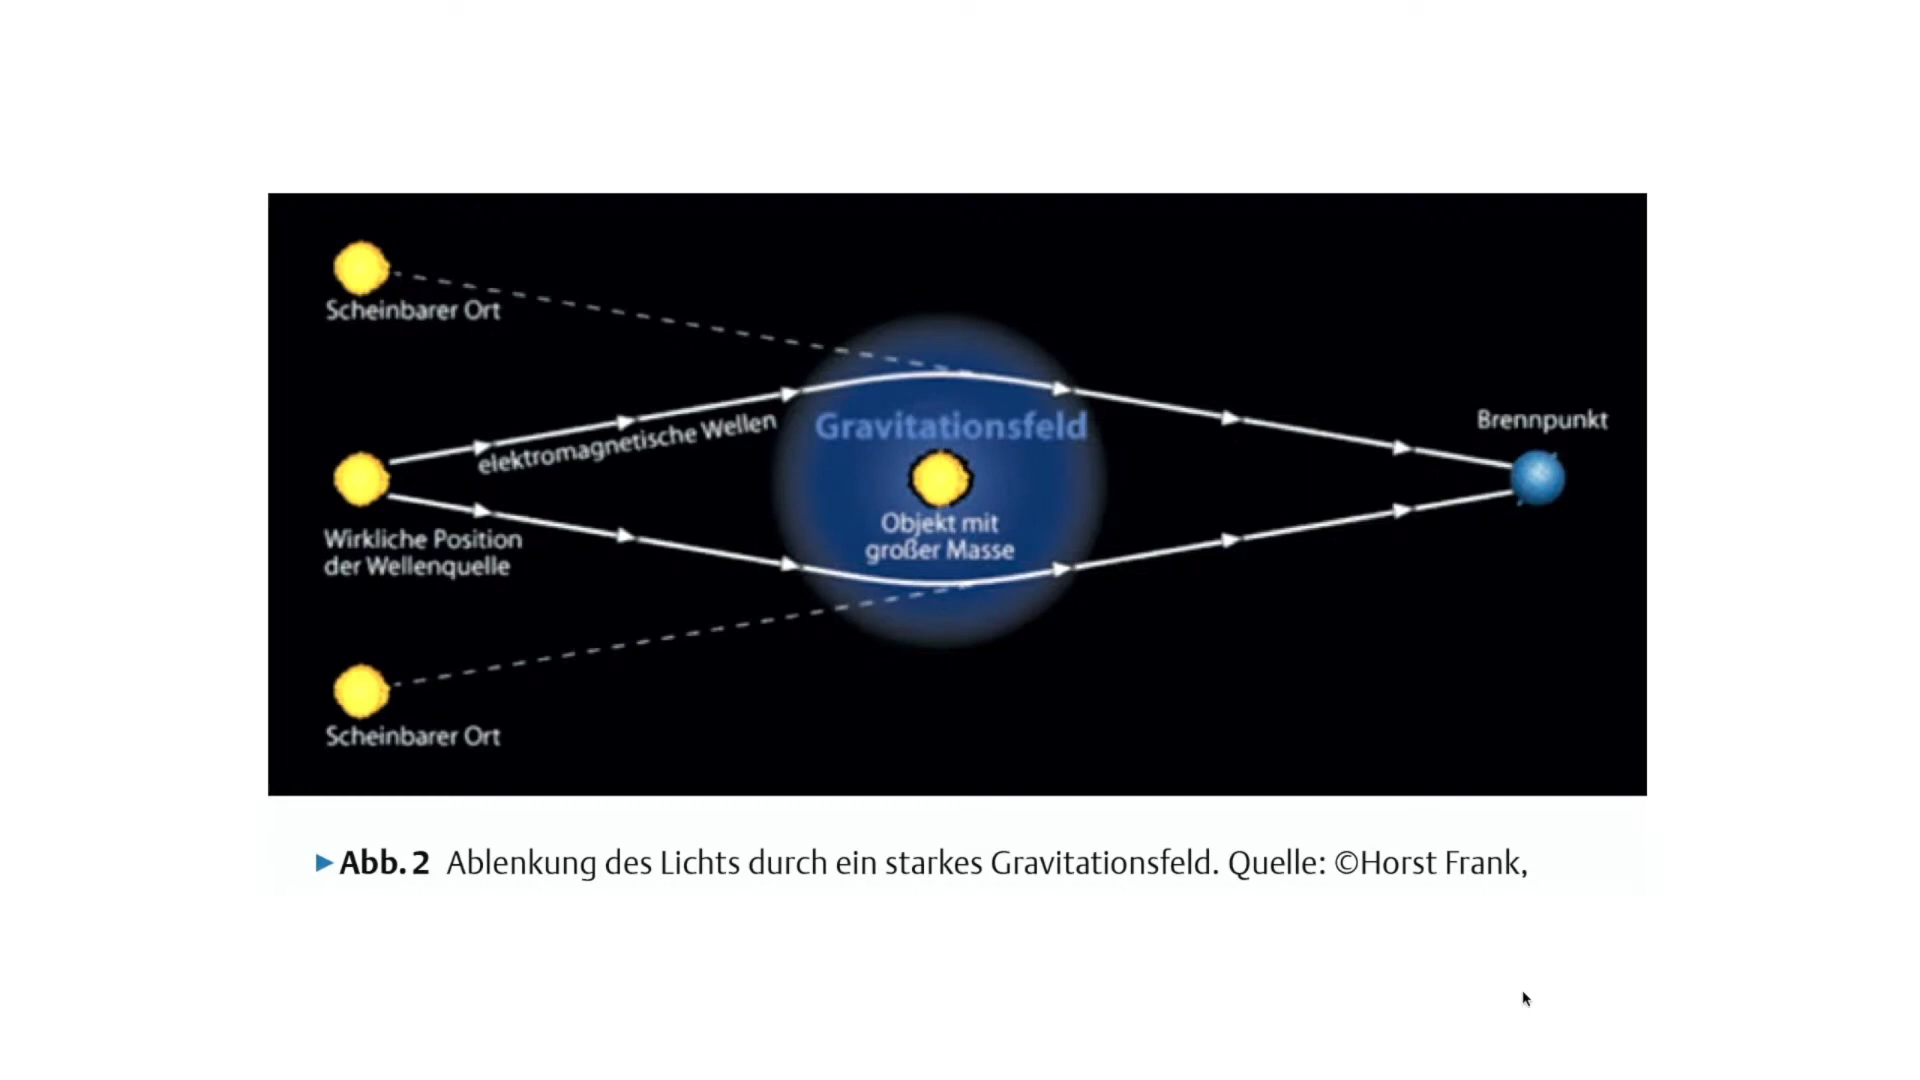 Scheinbarer Ort
elektromagnetische Wellen
Gravitationsfeld
Brennpunkt
Objekt mit
großer Masse
Wirkliche Position
der Wellenquelle
Scheinbarer Ort
▶ Abb. 2 Ablenkung des Lichts durch ein starkes Gravitationsfeld. Quelle: ©Horst Frank,